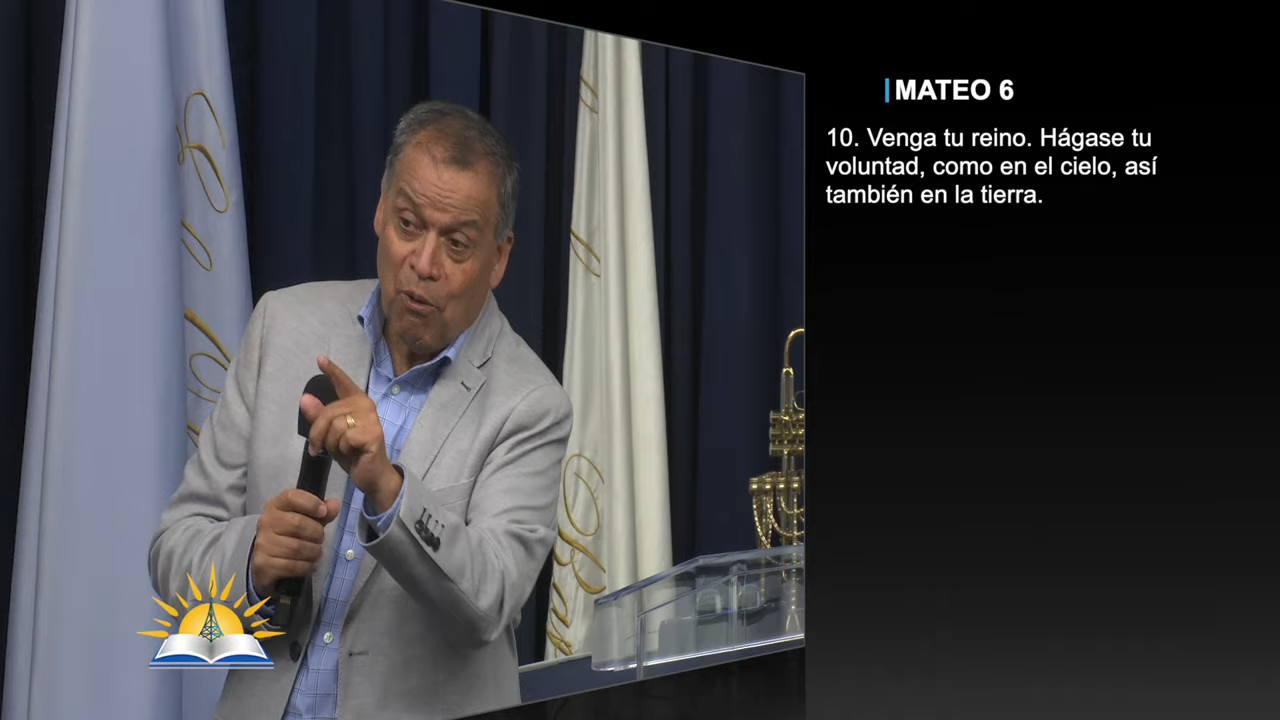 MATEO 6
10. Venga tu reino. Hágase tu
voluntad, como en el cielo, así
también en la tierra.